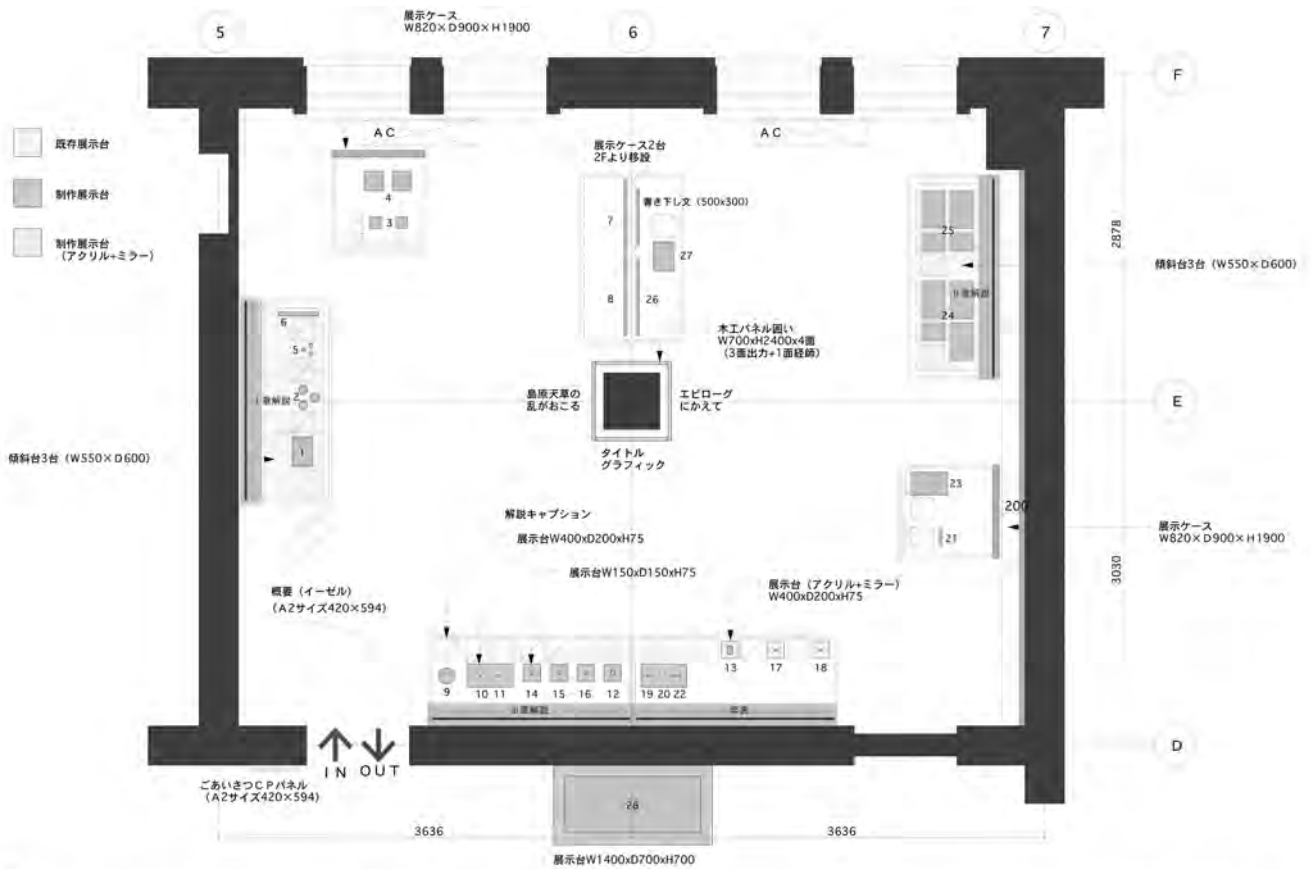 展示ケース
W820×D900×H1900
5
6
7
F
AC
AC
既存展示台
制作展示台
制作展示台
(アクリル+ミラー)
展示ケース2台
2Fより移設
書き下し文 (500x300)
4
3
7
27
8
26
25
24
2878
傾斜台3台 (W550×D600)
6
5
2
1
木工パネル囲い
W700xH2400x4面
(3面出力+1面経師)
島原天草の
乱がおこる
エピローグ
にかえて
E
タイトル
グラフィック
傾斜台3台 (W550×D600)
23
21
200
解説キャプション
展示台W400xD200xH75
展示台W150xD150xH75
展示ケース
W820×D900×H1900
3030
概要 (イーゼル)
(A2サイズ420×594)
展示台 (アクリル+ミラー)
W400xD200xH75
13
17
18
9
10
11
14
15
16
12
19
20
22
年表
D
IN
OUT
ごあいさつCPパネル
(A2サイズ420×594)
28
3636
3636
展示台W1400xD700xH700